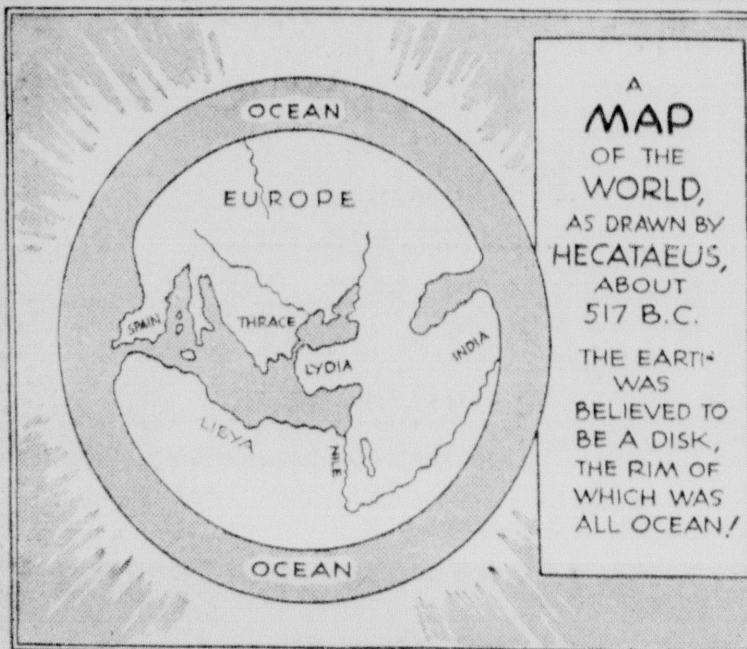 OCEAN
EUROPE
SPAIN
THRACE
LYDIA
INDIA
LIBYA
NILE
OCEAN
A
MAP
OF THE
WORLD,
AS DRAWN BY
HECATAEUS,
ABOUT
517 B.C.
THE EARTH
WAS
BELIEVED TO
BE A DISK,
THE RIM OF
WHICH WAS
ALL OCEAN!